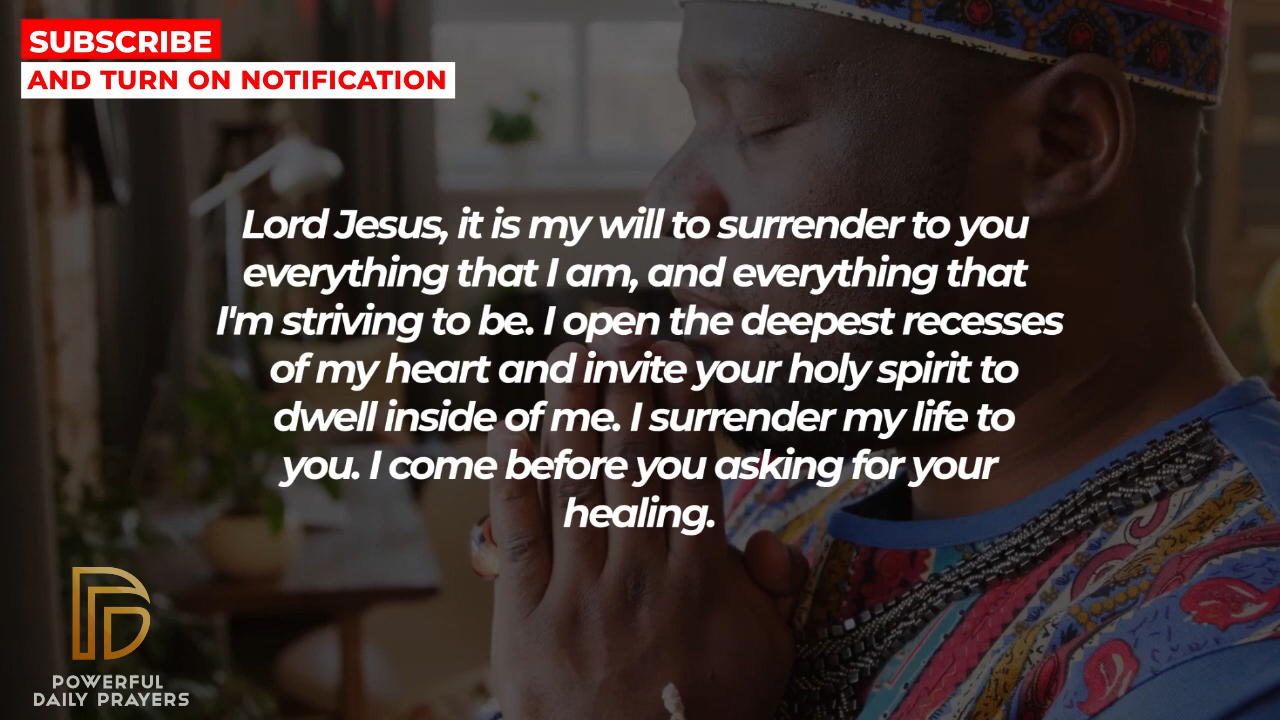 SUBSCRIBE
AND TURN ON NOTIFICATION
Lord Jesus, it is my will to surrender to you
everything that I am, and everything that
I'm striving to be. I open the deepest recesses
of my heart and invite your holy spirit to
dwell inside of me. I surrender my life to
you. I come before you asking for your
healing.
POWERFUL
DAILY PRAYERS